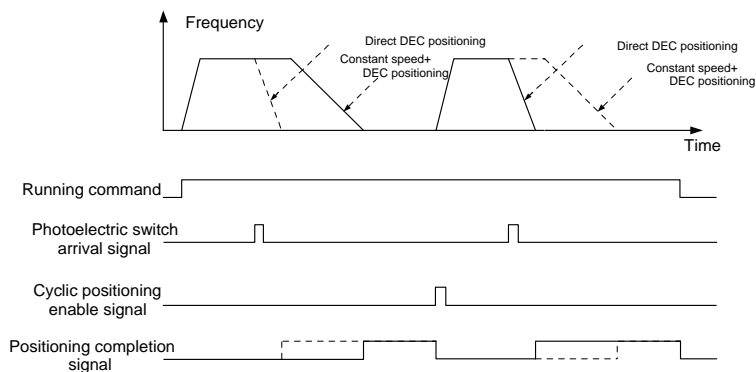 Frequency
Direct DEC positioning
Constant speed+
DEC positioning
Direct DEC positioning
Constant speed+
DEC positioning
Time
Running command
Photoelectric switch
arrival signal
Cyclic positioning
enable signal
Positioning completion
signal